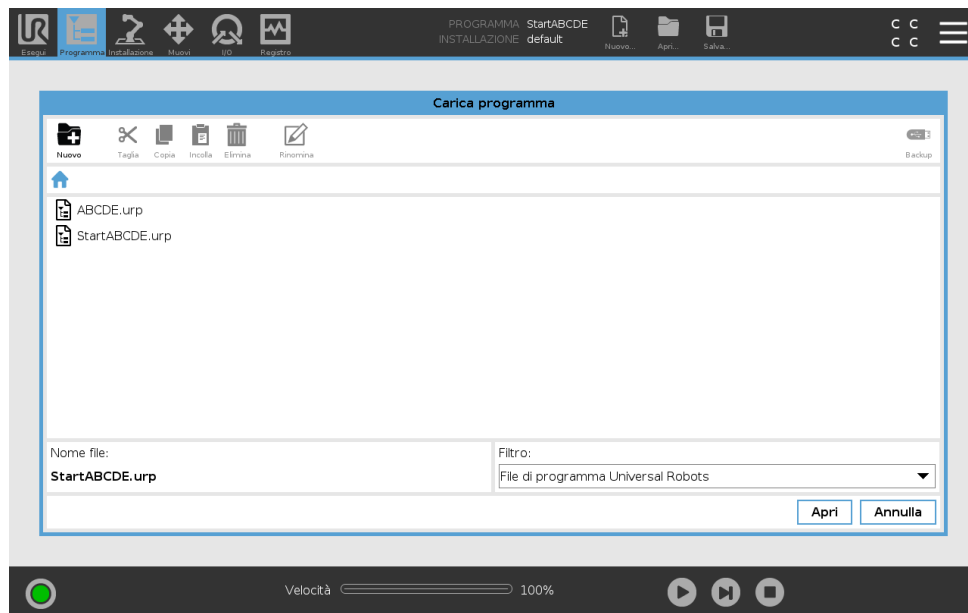 PROGRAMMA StartABCDE
INSTALLAZIONE default
Esegui Programma Installazione Muovi I/O Registro Nuovo... Apri... Salva...
C C
C C
Carica programma
Nuovo Taglia Copia Incolla Elimina Rinomina Backup
ABCDE.urp
StartABCDE.urp
Nome file: Filtro:
StartABCDE.urp File di programma Universal Robots
Apri Annulla
Velocità 100%